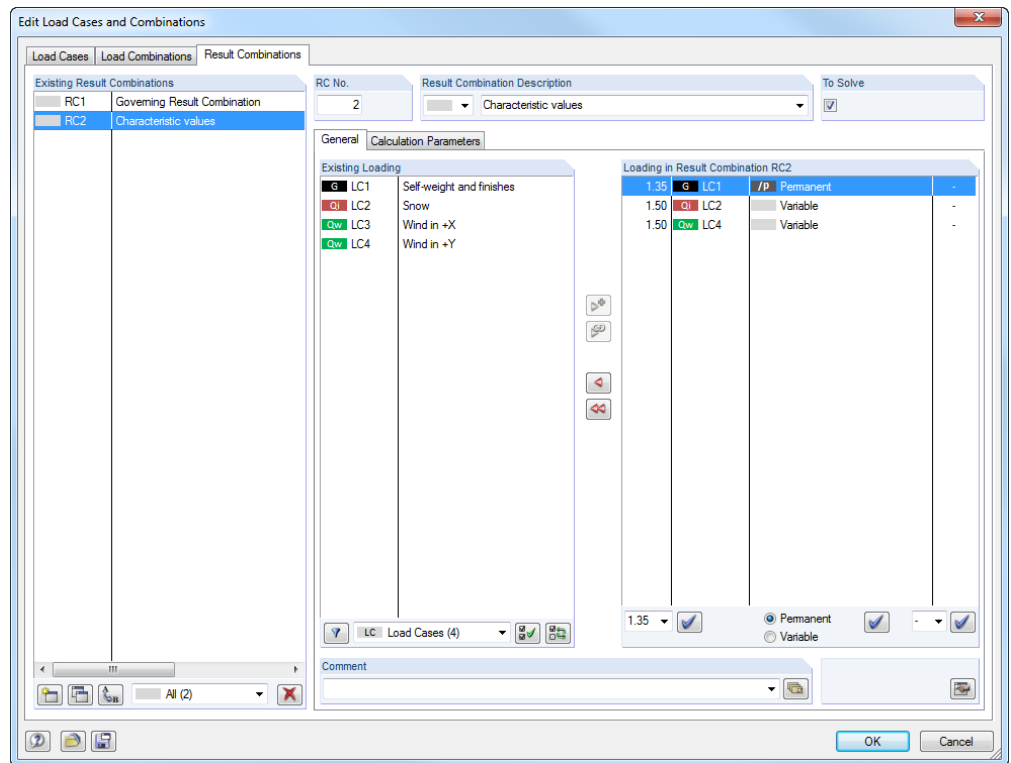 Edit Load Cases and Combinations
Load Cases Load Combinations Result Combinations
Existing Result Combinations
RC1 Governing Result Combination
RC2 Characteristic values
RC No.
2
Result Combination Description
Characteristic values
To Solve
General Calculation Parameters
Existing Loading
G LC1 Self-weight and finishes
Qi LC2 Snow
Qw LC3 Wind in +X
Qw LC4 Wind in +Y
Loading in Result Combination RC2
1.35 G LC1 /p Permanent -
1.50 Qi LC2 Variable -
1.50 Qw LC4 Variable -
LC Load Cases (4)
1.35
Permanent
Variable
-
Comment
All (2)
OK Cancel